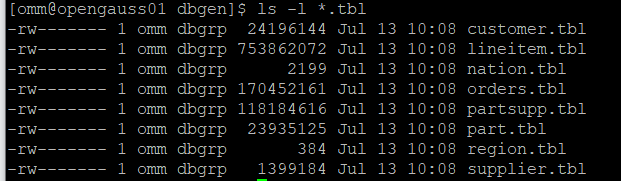 [omm@opengauss01 dbgen]$ ls -l *.tbl
-rw------- 1 omm dbgrp  24196144 Jul 13 10:08 customer.tbl
-rw------- 1 omm dbgrp 753862072 Jul 13 10:08 lineitem.tbl
-rw------- 1 omm dbgrp      2199 Jul 13 10:08 nation.tbl
-rw------- 1 omm dbgrp 170452161 Jul 13 10:08 orders.tbl
-rw------- 1 omm dbgrp 118184616 Jul 13 10:08 partsupp.tbl
-rw------- 1 omm dbgrp  23935125 Jul 13 10:08 part.tbl
-rw------- 1 omm dbgrp       384 Jul 13 10:08 region.tbl
-rw------- 1 omm dbgrp   1399184 Jul 13 10:08 supplier.tbl